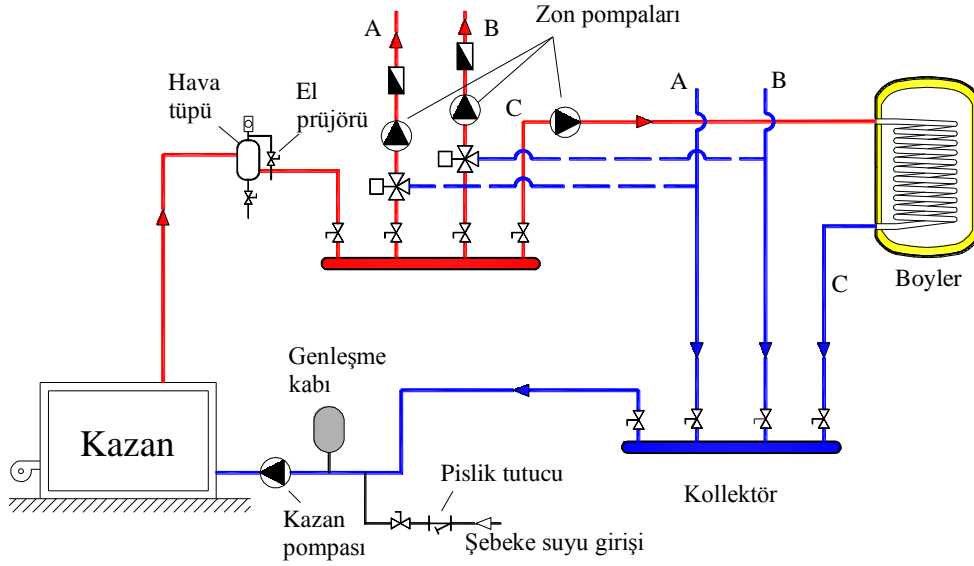 Zon pompaları
A
B
Hava
tüpü
El
prüjörü
C
A
B
Boyler
C
Genleşme
kabı
Kazan
Pislik tutucu
Kollektör
Kazan
pompası
Şebeke suyu girişi